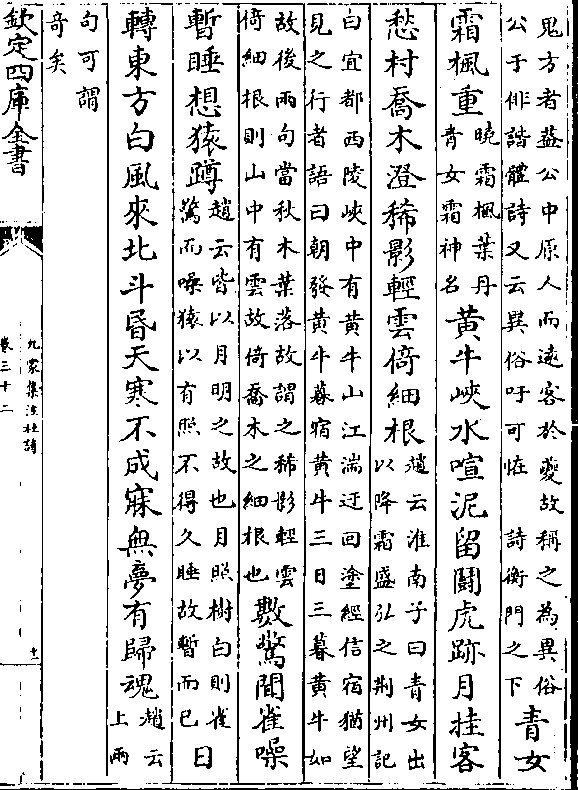 鬼方者葢公中原人而逺客於䕫故稱之為異俗
公于俳諧體詩又云異俗吁可恠 詩衡門之下
青女
霜楓重
晚霜楓葉丹
青女霜神名
黄牛峽水喧泥留鬭虎跡月挂客
愁村喬木澄稀影輕雲倚細根
趙云淮南子曰青女出
以降霜盛弘之荆州記
白宜都西陵峽中有黄牛山江湍迂回塗經信宿猶望
見之行者語曰朝發黄牛暮宿黄牛三日三暮黄牛如
故後兩句當秋木葉落故謂之稀影輕雲
倚細根則山中有雲故倚喬木之細根也
數驚聞雀噪
暫睡想猿蹲
趙云皆以月明之故也月照樹白則雀
驚而噪猿以有照不得久睡故暫而已
日
轉東方白風來北斗昏天寒不成寐無夢有歸魂
趙云
上兩
句可謂
奇矣
欽定四庫全書
九家集注杜詩
卷三十二
十一